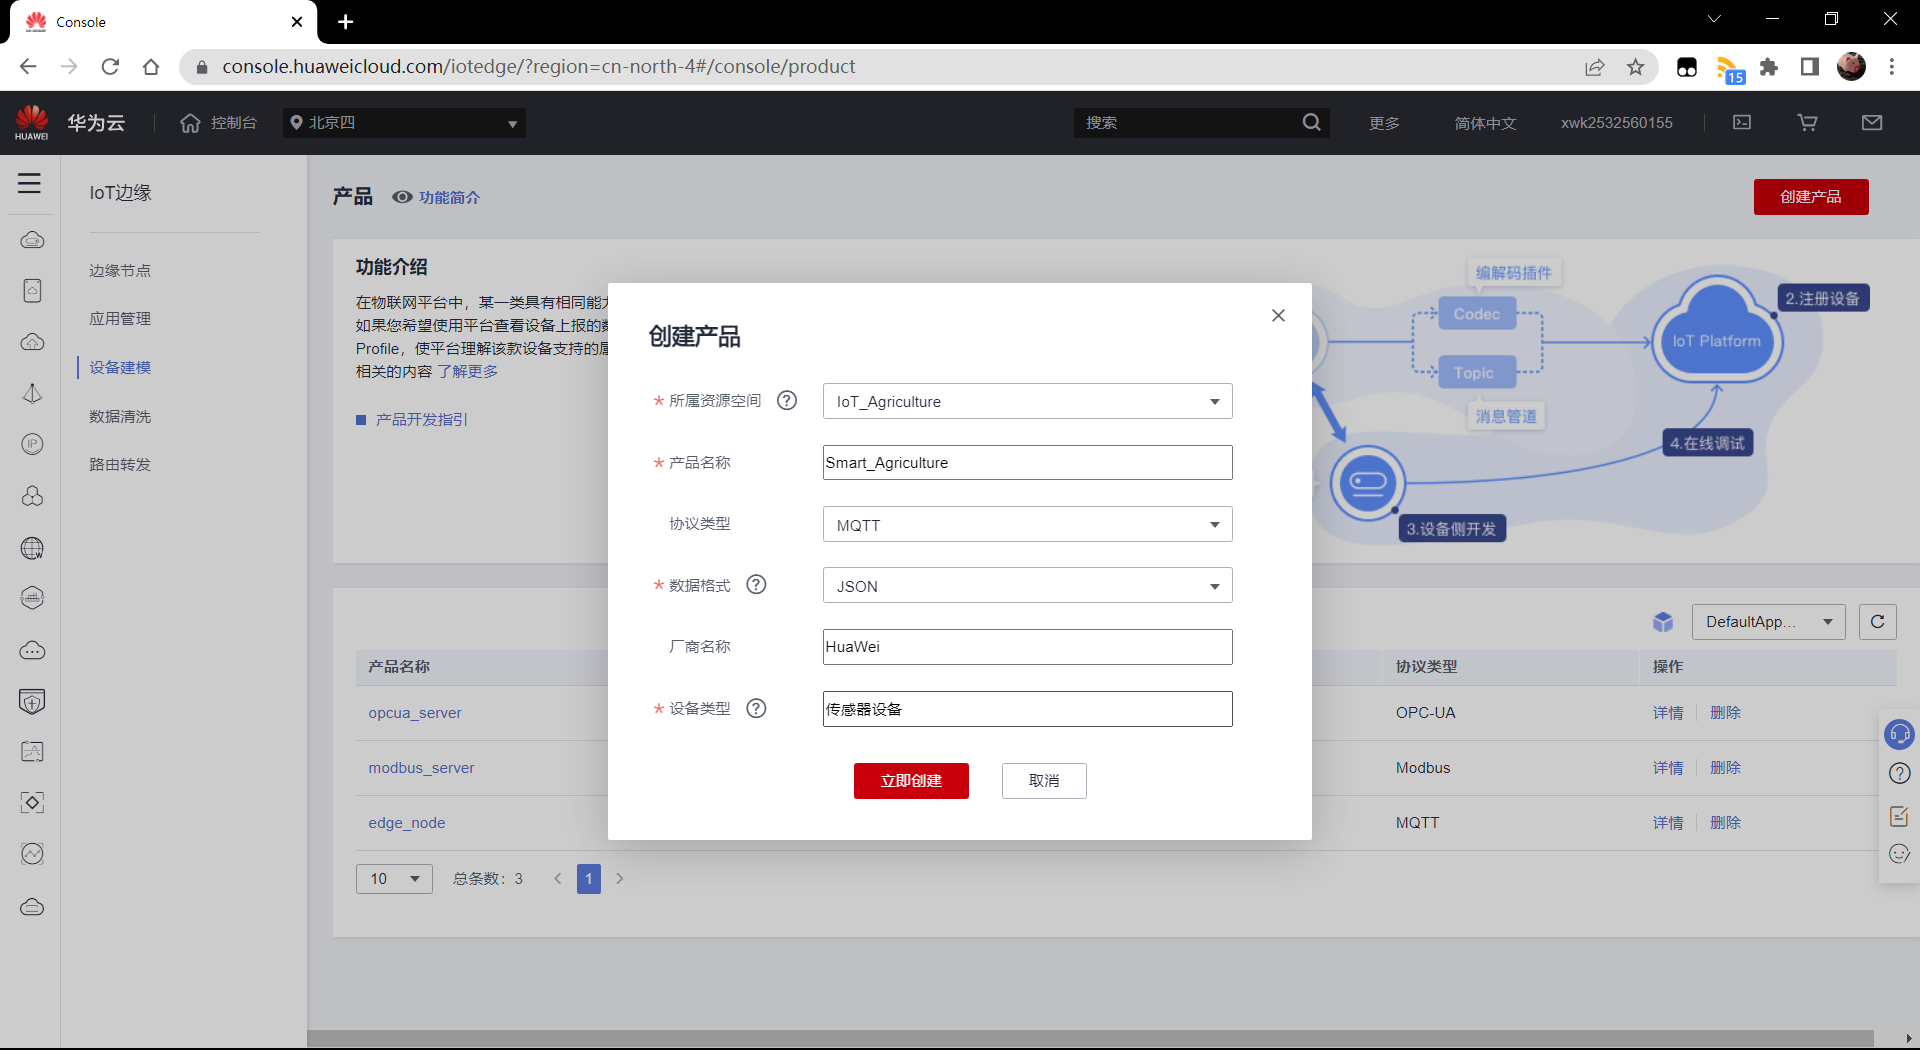 Console
console.huaweicloud.com/iotedge/?region=cn-north-4#/console/product
15
HUAWEI
华为云
控制台
北京四
搜索
更多
简体中文
xwk2532560155
IoT边缘
边缘节点
应用管理
设备建模
数据清洗
路由转发
产品
功能简介
创建产品
功能介绍
在物联网平台中，某一类具有相同能
如果您希望使用平台查看设备上报的
Profile，使平台理解该款设备支持的
相关的内容 了解更多
产品开发指引
编解码插件
Codec
Topic
消息管道
IoT Platform
2.注册设备
4.在线调试
3.设备侧开发
创建产品
* 所属资源空间 ?
IoT_Agriculture
* 产品名称
Smart_Agriculture
协议类型
MQTT
* 数据格式 ?
JSON
厂商名称
HuaWei
* 设备类型 ?
传感器设备
立即创建
取消
DefaultApp...
产品名称
协议类型
操作
opcua_server
OPC-UA
详情
删除
modbus_server
Modbus
详情
删除
edge_node
MQTT
详情
删除
10
总条数：3
1
IP
W